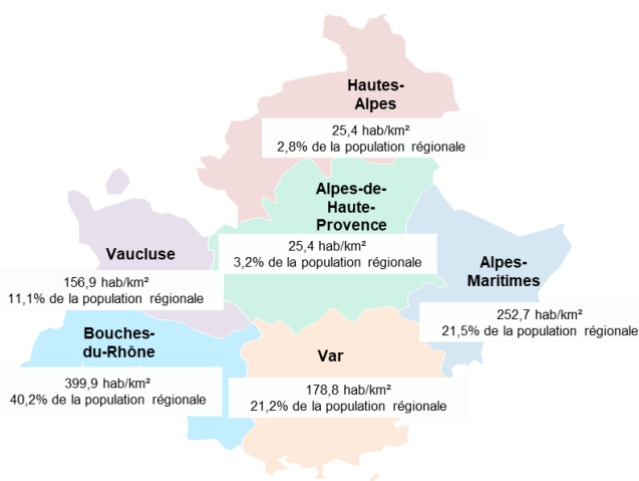 Hautes-
Alpes
25,4 hab/km²
2,8% de la population régionale
Alpes-de-
Haute-
Provence
25,4 hab/km²
3,2% de la population régionale
Vaucluse
156,9 hab/km²
11,1% de la population régionale
Alpes-
Maritimes
252,7 hab/km²
21,5% de la population régionale
Bouches-
du-Rhône
399,9 hab/km²
40,2% de la population régionale
Var
178,8 hab/km²
21,2% de la population régionale